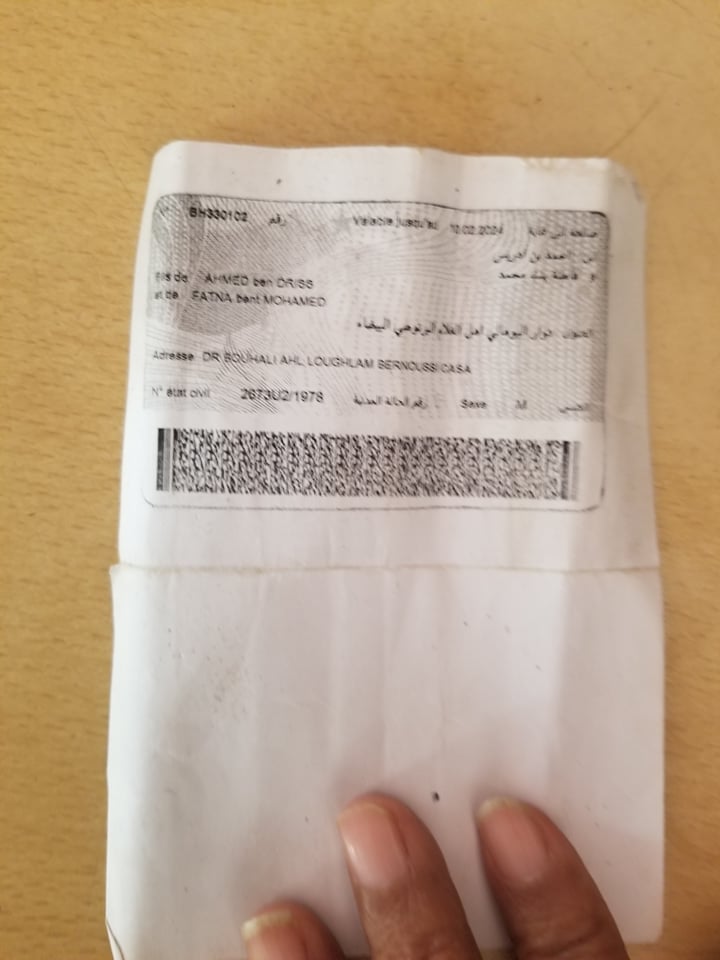 N° BH330102 رقم Valable jusqu'au 10.02.2024 صالحة إلى غاية
ابن احمد بن ادريس
Fils de AHMED ben DRISS
و فاطنة بنت محمد
et de FATNA bent MOHAMED
العنوان دوار البوهالي اهل الغلام البرنوصي البيضاء
Adresse DR BOUHALI AHL LOUGHLAM BERNOUSSI CASA
N° état civil 2673U2/1978 رقم الحالة المدنية Sexe M الجنس